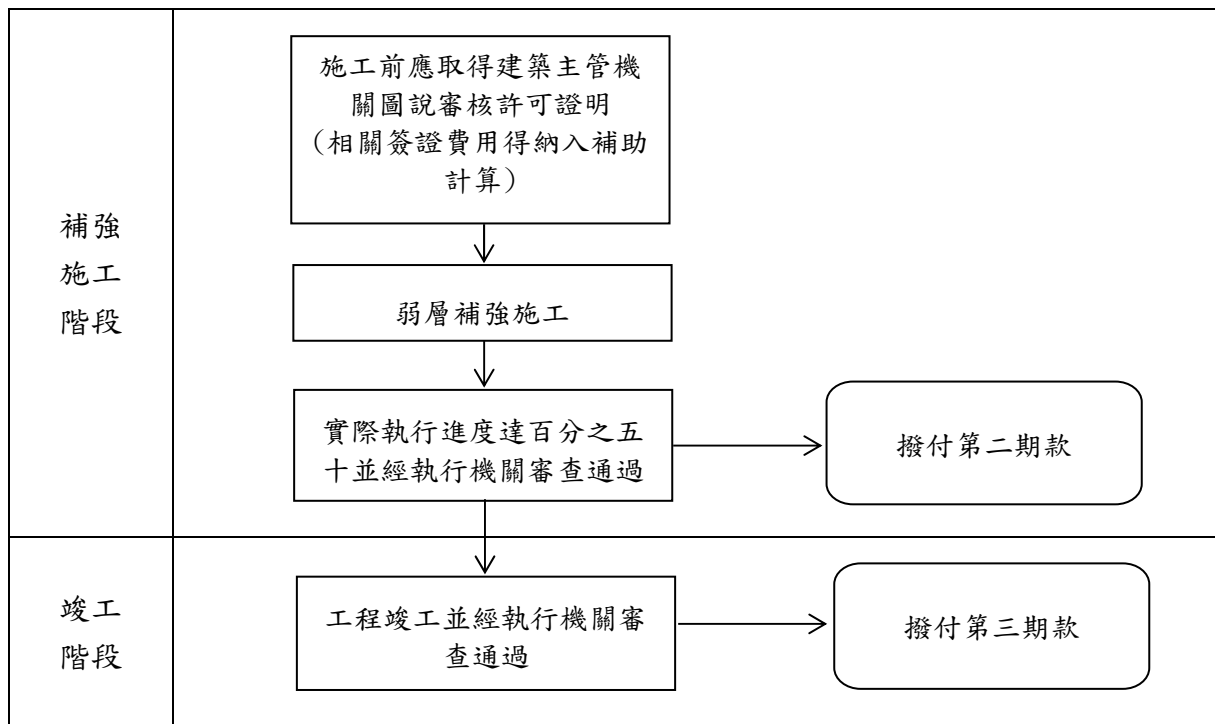 補強
施工
階段
施工前應取得建築主管機
關圖說審核許可證明
(相關簽證費用得納入補助
計算)
弱層補強施工
實際執行進度達百分之五
十並經執行機關審查通過
撥付第二期款
竣工
階段
工程竣工並經執行機關審
查通過
撥付第三期款